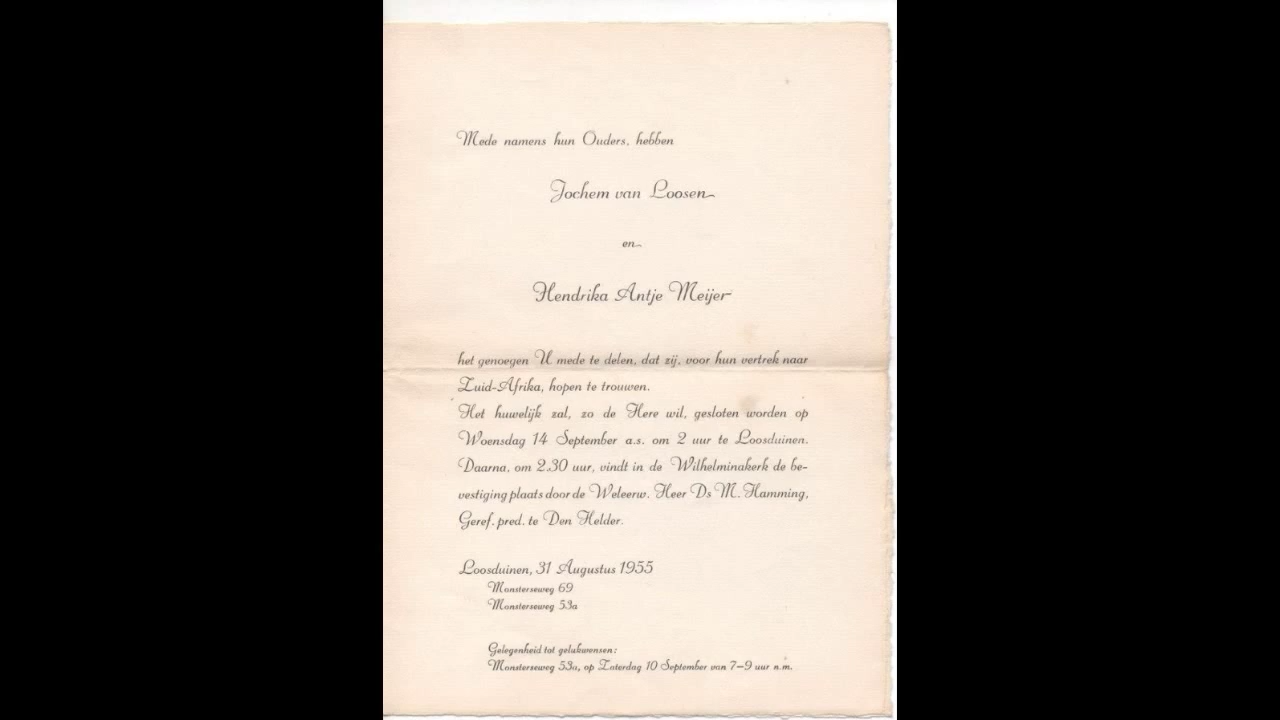 Mede namens hun Ouders, hebben
Jochem van Loosen
en
Hendrika Antje Meijer
het genoegen U mede te delen, dat zij, voor hun vertrek naar
Zuid-Afrika, hopen te trouwen.
Het huwelijk zal, zo de Here wil, gesloten worden op
Woensdag 14 September a.s. om 2 uur te Loosduinen.
Daarna, om 2.30 uur, vindt in de Wilhelminakerk de be-
vestiging plaats door de Weleerw. Heer Ds M. Hamming,
Geref. pred. te Den Helder.
Loosduinen, 31 Augustus 1955
Monsterseweg 69
Monsterseweg 53a
Gelegenheid tot gelukwensen:
Monsterseweg 53a, op Zaterdag 10 September van 7-9 uur n.m.